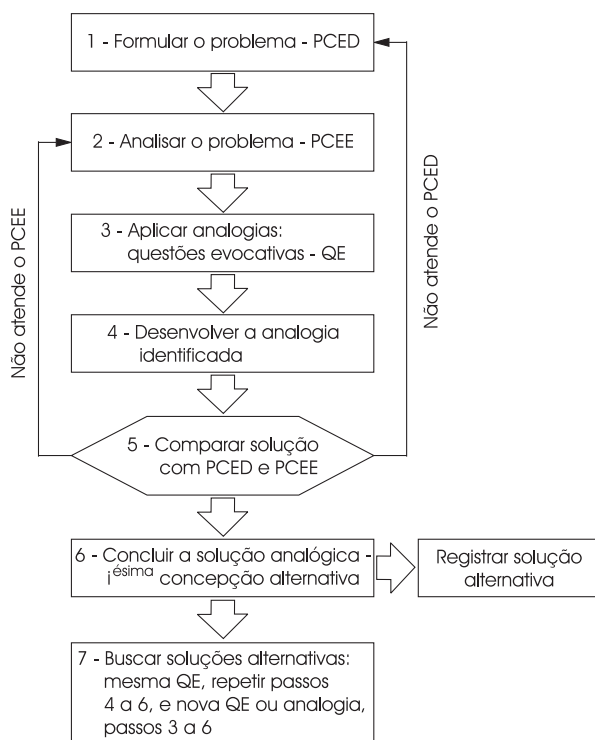 1 - Formular o problema - PCED
2 - Analisar o problema - PCEE
3 - Aplicar analogias:
questões evocativas - QE
4 - Desenvolver a analogia
identificada
5 - Comparar solução
com PCED e PCEE
Não atende o PCEE
Não atende o PCED
6 - Concluir a solução analógica -
iésima concepção alternativa
Registrar solução
alternativa
7 - Buscar soluções alternativas:
mesma QE, repetir passos
4 a 6, e nova QE ou analogia,
passos 3 a 6